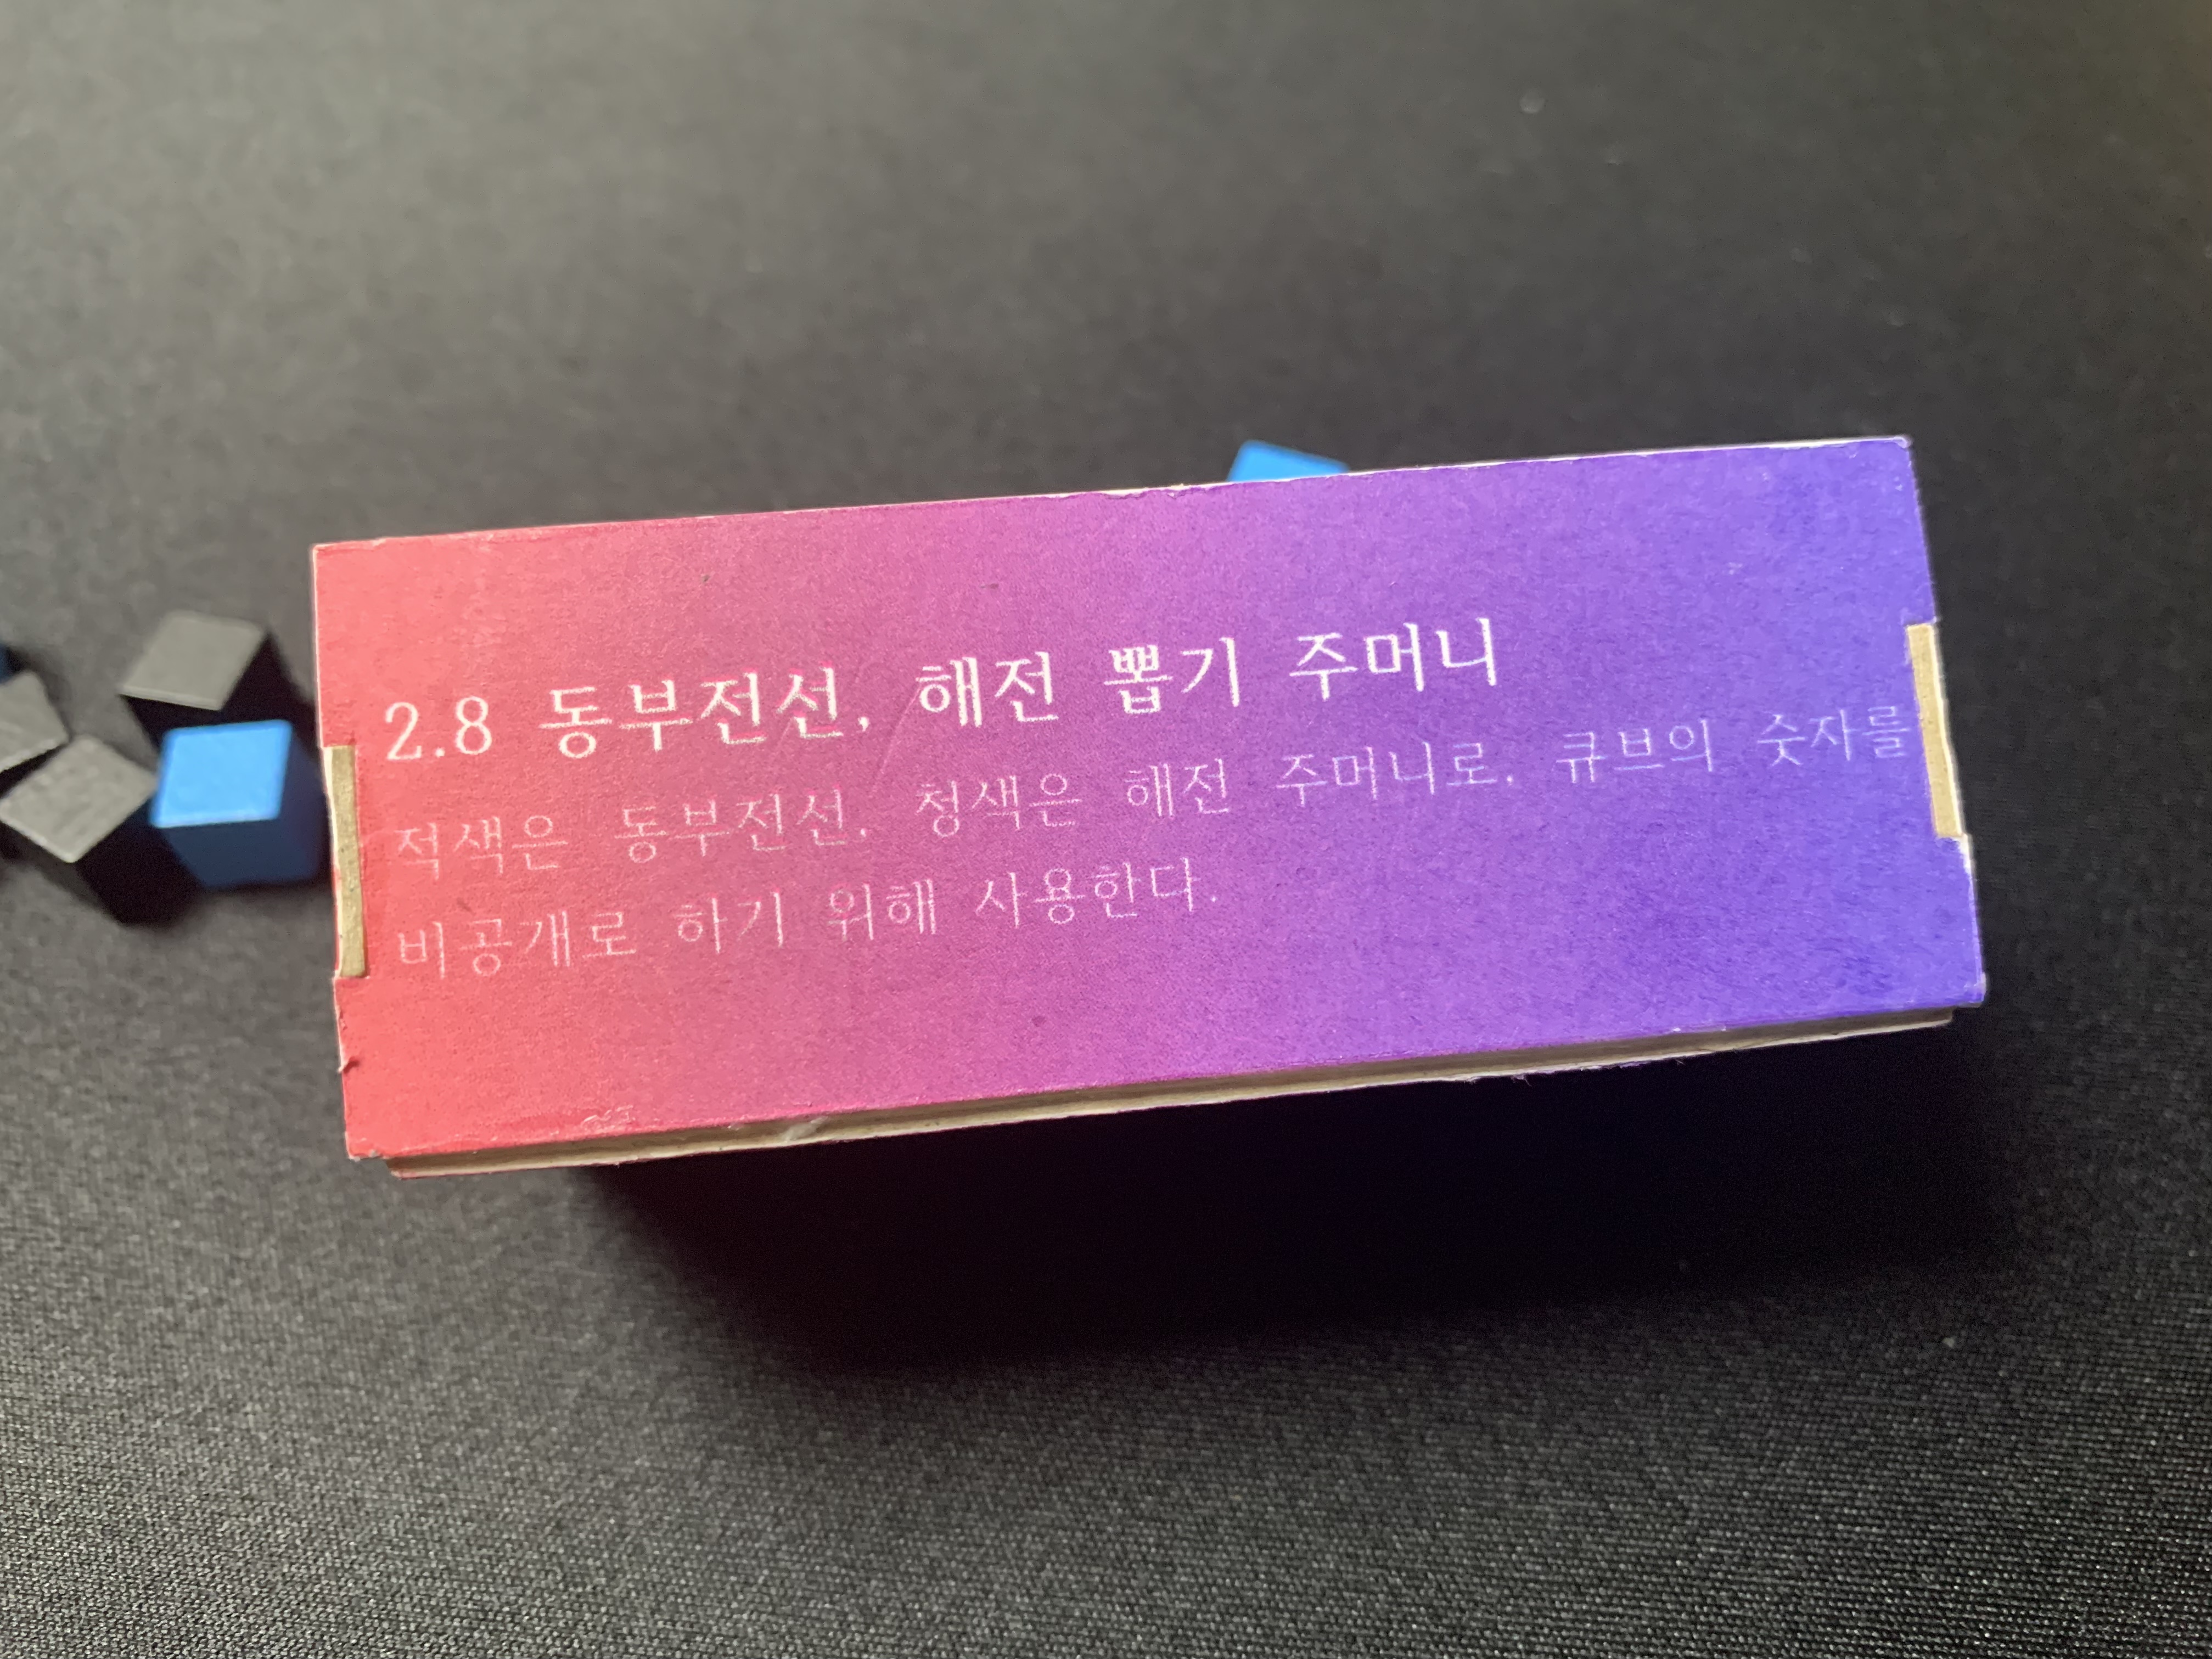 2.8 동부전선, 해전 뽑기 주머니
적색은 동부전선, 청색은 해전 주머니로, 큐브의 숫자를
비공개로 하기 위해 사용한다.